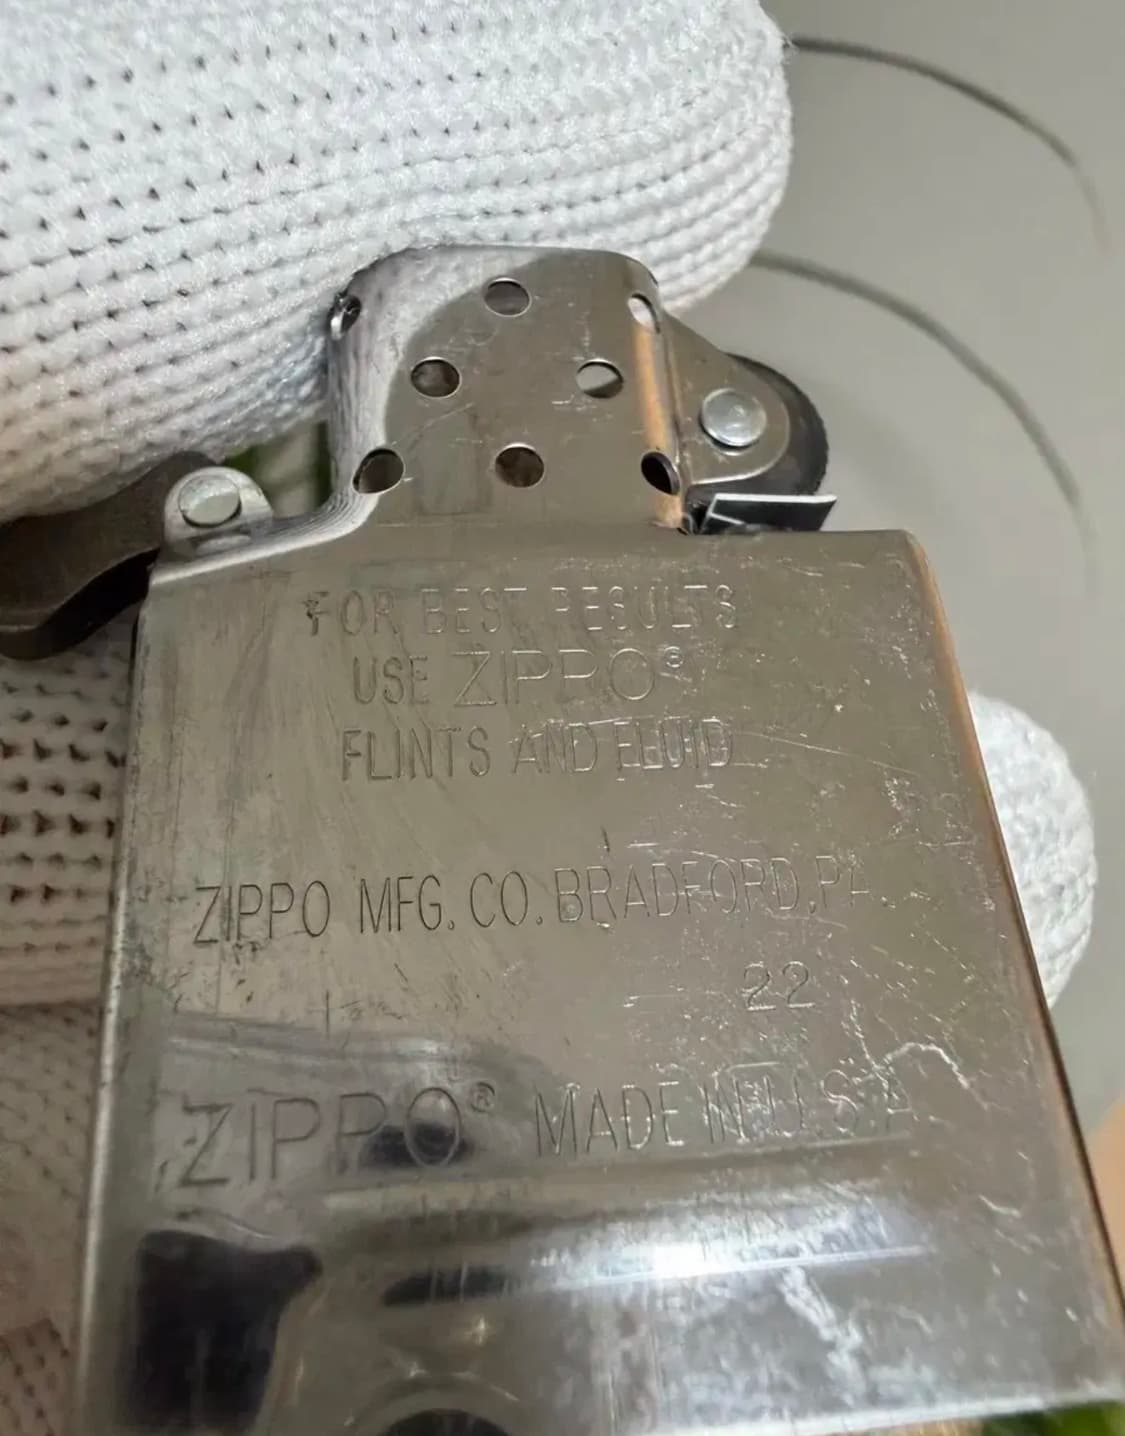 FOR BEST RESULTS
USE ZIPPO®
FLINTS AND FLUID
ZIPPO MFG. CO. BRADFORD, PA.
22
ZIPPO® MADE IN U.S.A